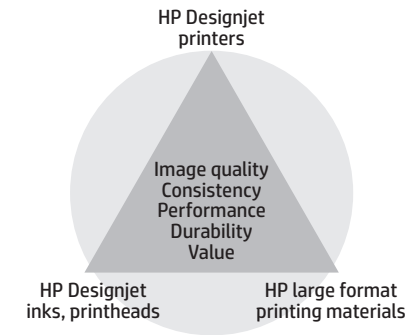 HP Designjet
printers
Image quality
Consistency
Performance
Durability
Value
HP Designjet
inks, printheads
HP large format
printing materials